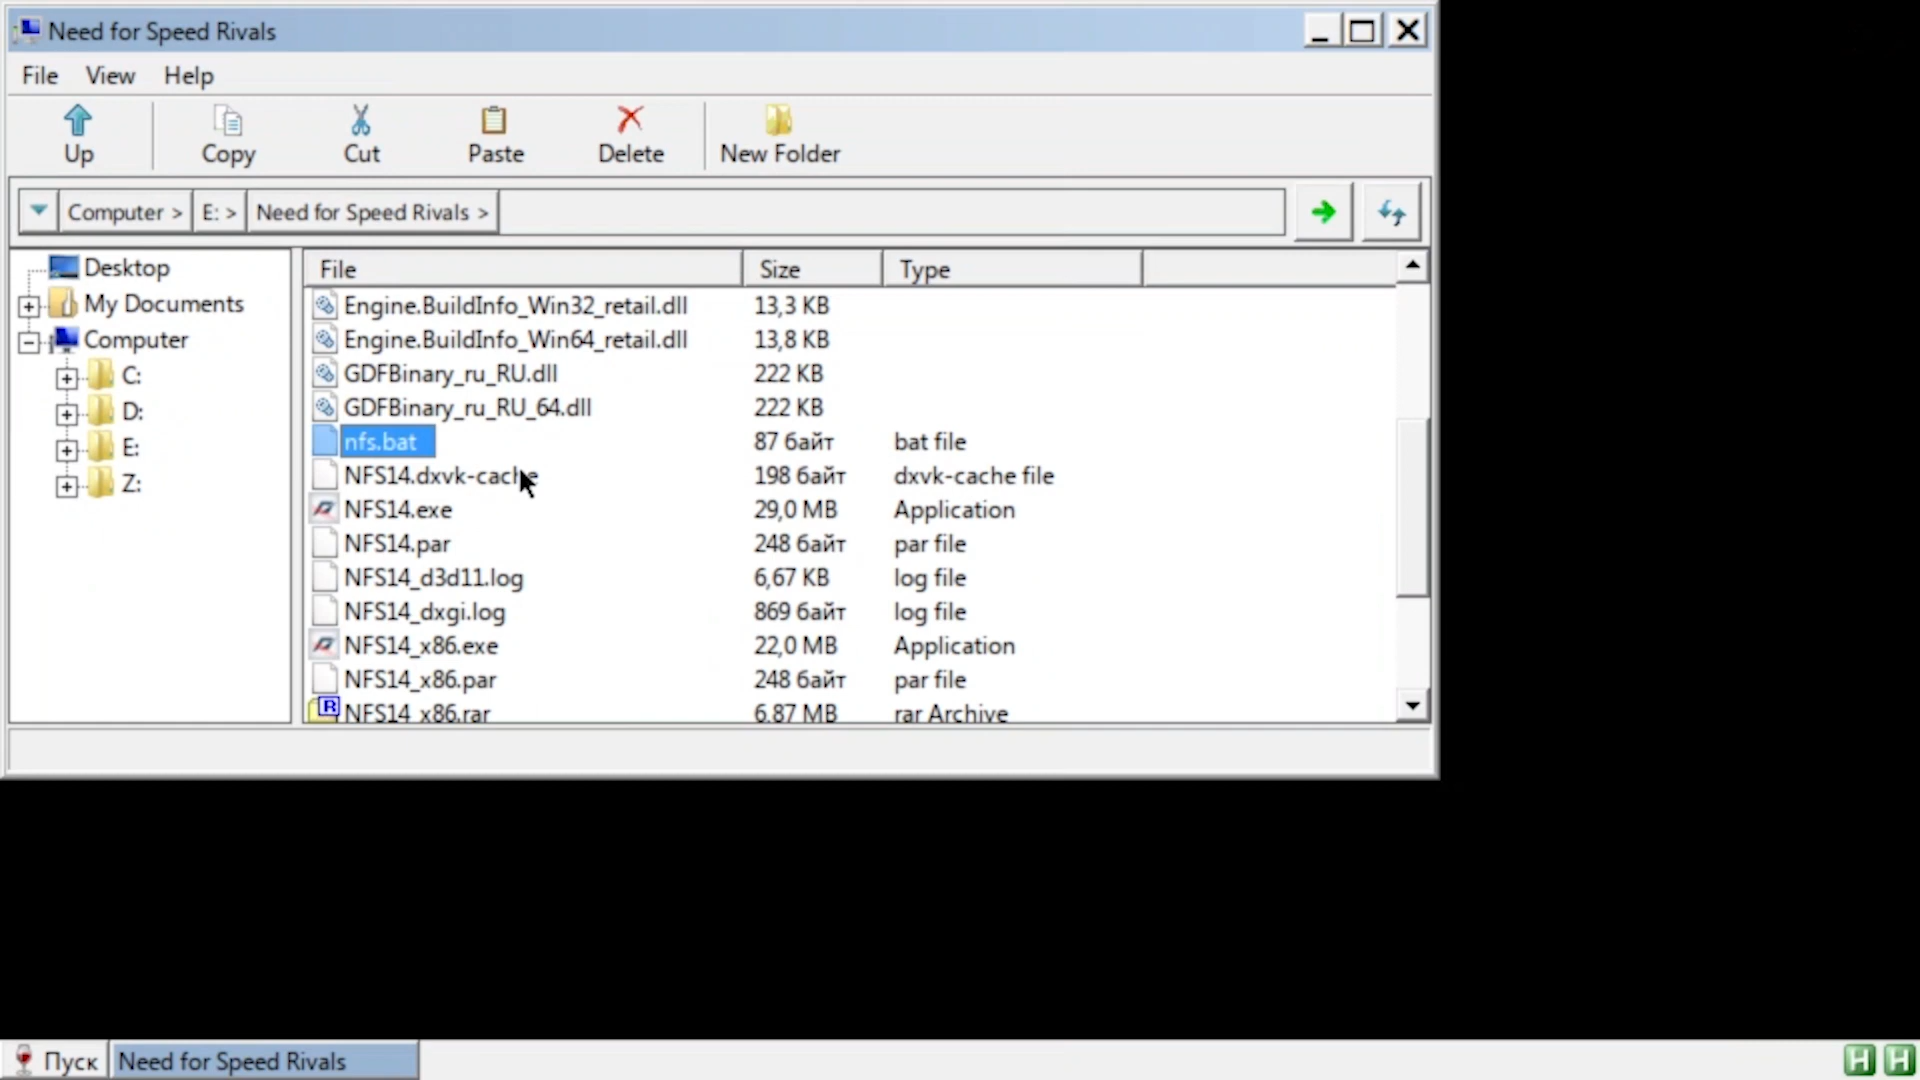 Need for Speed Rivals
File View Help
Up Copy Cut Paste Delete New Folder
Computer > E: > Need for Speed Rivals >
File Size Type
Desktop
My Documents
Computer
C:
D:
E:
Z:
Engine.BuildInfo_Win32_retail.dll 13,3 KB
Engine.BuildInfo_Win64_retail.dll 13,8 KB
GDFBinary_ru_RU.dll 222 KB
GDFBinary_ru_RU_64.dll 222 KB
nfs.bat 87 байт bat file
NFS14.dxvk-cache 198 байт dxvk-cache file
NFS14.exe 29,0 MB Application
NFS14.par 248 байт par file
NFS14_d3d11.log 6,67 KB log file
NFS14_dxgi.log 869 байт log file
NFS14_x86.exe 22,0 MB Application
NFS14_x86.par 248 байт par file
R NFS14_x86.rar 6,87 MB rar Archive
Пуск Need for Speed Rivals H H